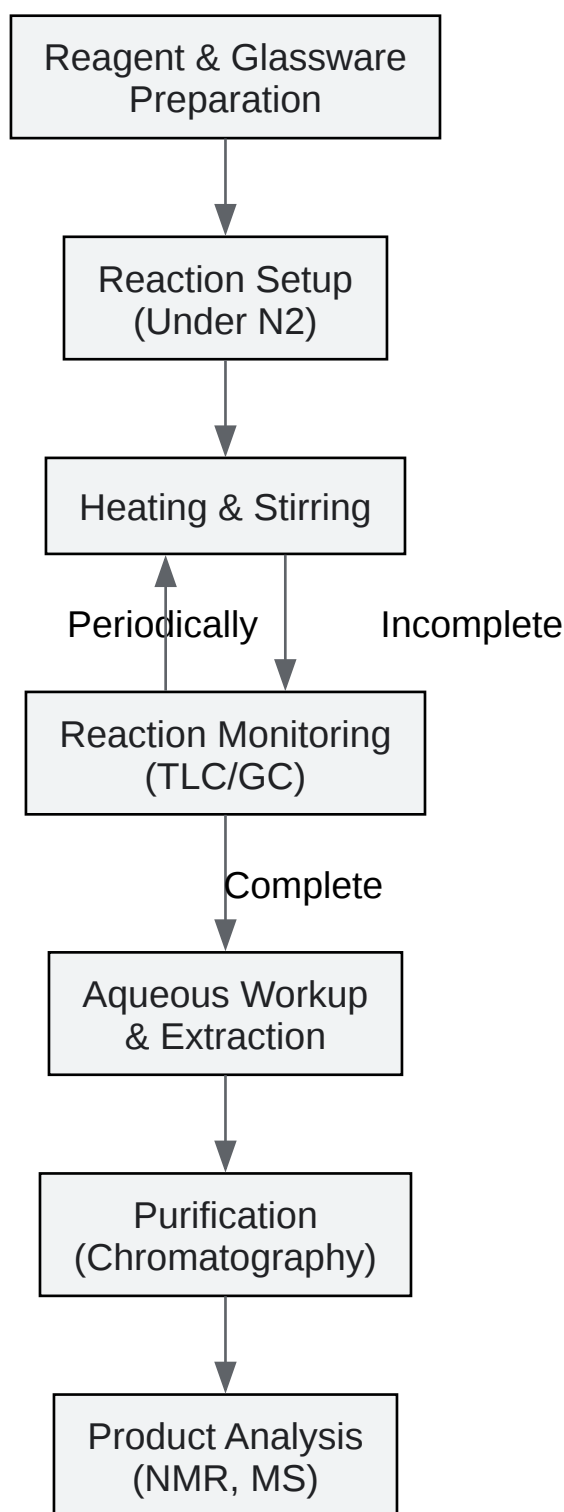 Reagent & Glassware
Preparation
Reaction Setup
(Under N2)
Heating & Stirring
Periodically
Incomplete
Reaction Monitoring
(TLC/GC)
Complete
Aqueous Workup
& Extraction
Purification
(Chromatography)
Product Analysis
(NMR, MS)